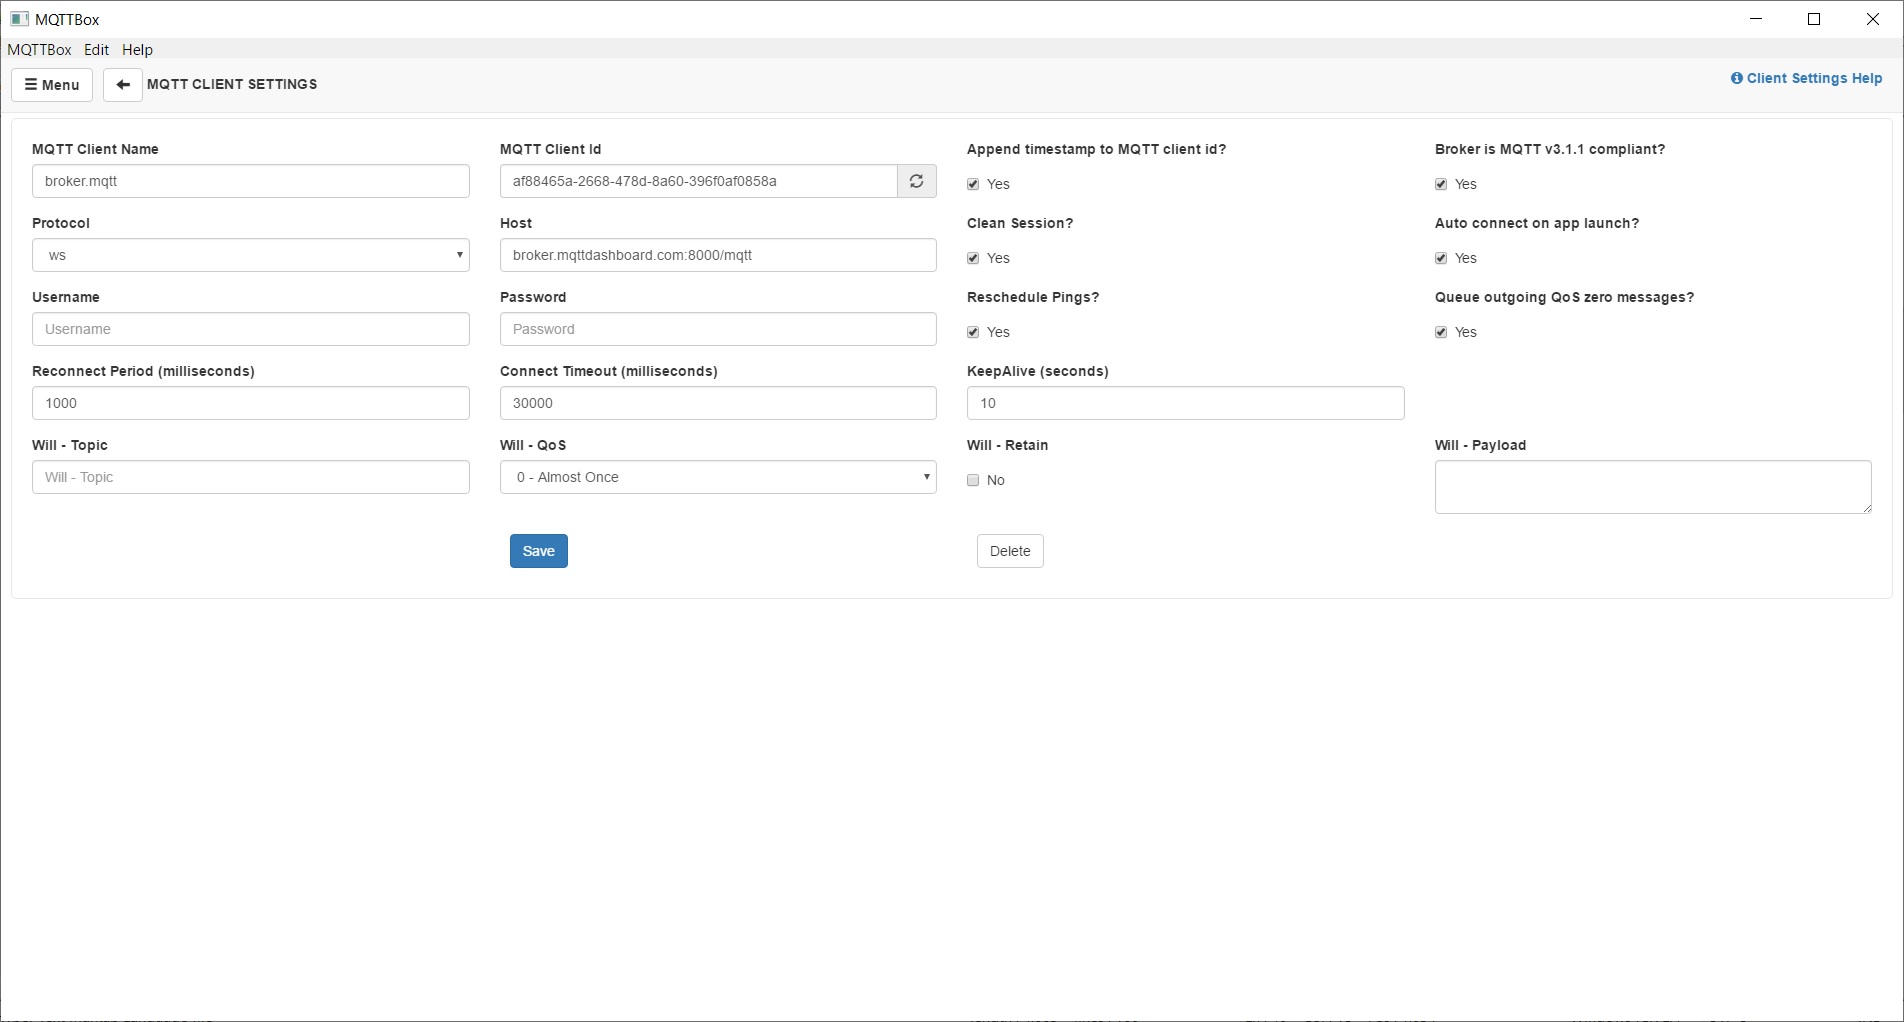 MQTTBox
MQTTBox Edit Help
Menu MQTT CLIENT SETTINGS Client Settings Help
MQTT Client Name MQTT Client Id Append timestamp to MQTT client id? Broker is MQTT v3.1.1 compliant?
broker.mqtt af88465a-2668-478d-8a60-396f0af0858a Yes Yes
Protocol Host Clean Session? Auto connect on app launch?
ws broker.mqttdashboard.com:8000/mqtt Yes Yes
Username Password Reschedule Pings? Queue outgoing QoS zero messages?
Username Password Yes Yes
Reconnect Period (milliseconds) Connect Timeout (milliseconds) KeepAlive (seconds)
1000 30000 10
Will - Topic Will - QoS Will - Retain Will - Payload
Will - Topic 0 - Almost Once No
Save Delete